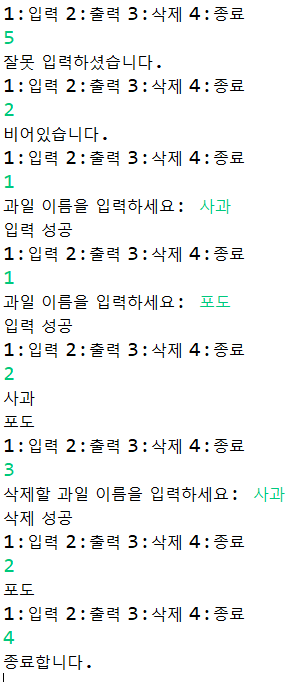 1:입력 2:출력 3:삭제 4:종료
5
잘못 입력하셨습니다.
1:입력 2:출력 3:삭제 4:종료
2
비어있습니다.
1:입력 2:출력 3:삭제 4:종료
1
과일 이름을 입력하세요: 사과
입력 성공
1:입력 2:출력 3:삭제 4:종료
1
과일 이름을 입력하세요: 포도
입력 성공
1:입력 2:출력 3:삭제 4:종료
2
사과
포도
1:입력 2:출력 3:삭제 4:종료
3
삭제할 과일 이름을 입력하세요: 사과
삭제 성공
1:입력 2:출력 3:삭제 4:종료
2
포도
1:입력 2:출력 3:삭제 4:종료
4
종료합니다.